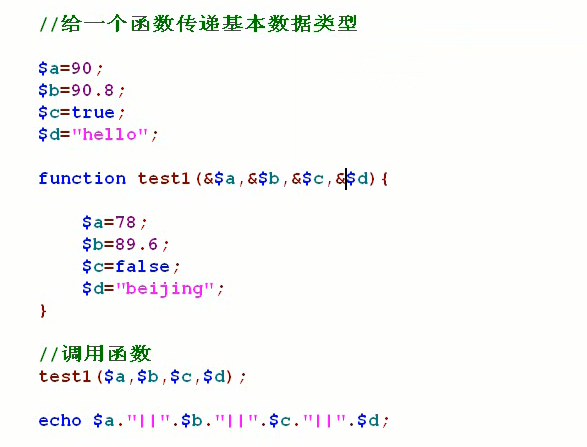 //给一个函数传递基本数据类型
$a=90;
$b=90.8;
$c=true;
$d="hello";
function test1(&$a,&$b,&$c,&$d){
$a=78;
$b=89.6;
$c=false;
$d="beijing";
}
//调用函数
test1($a,$b,$c,$d);
echo $a."||".$b."||".$c."||".$d;